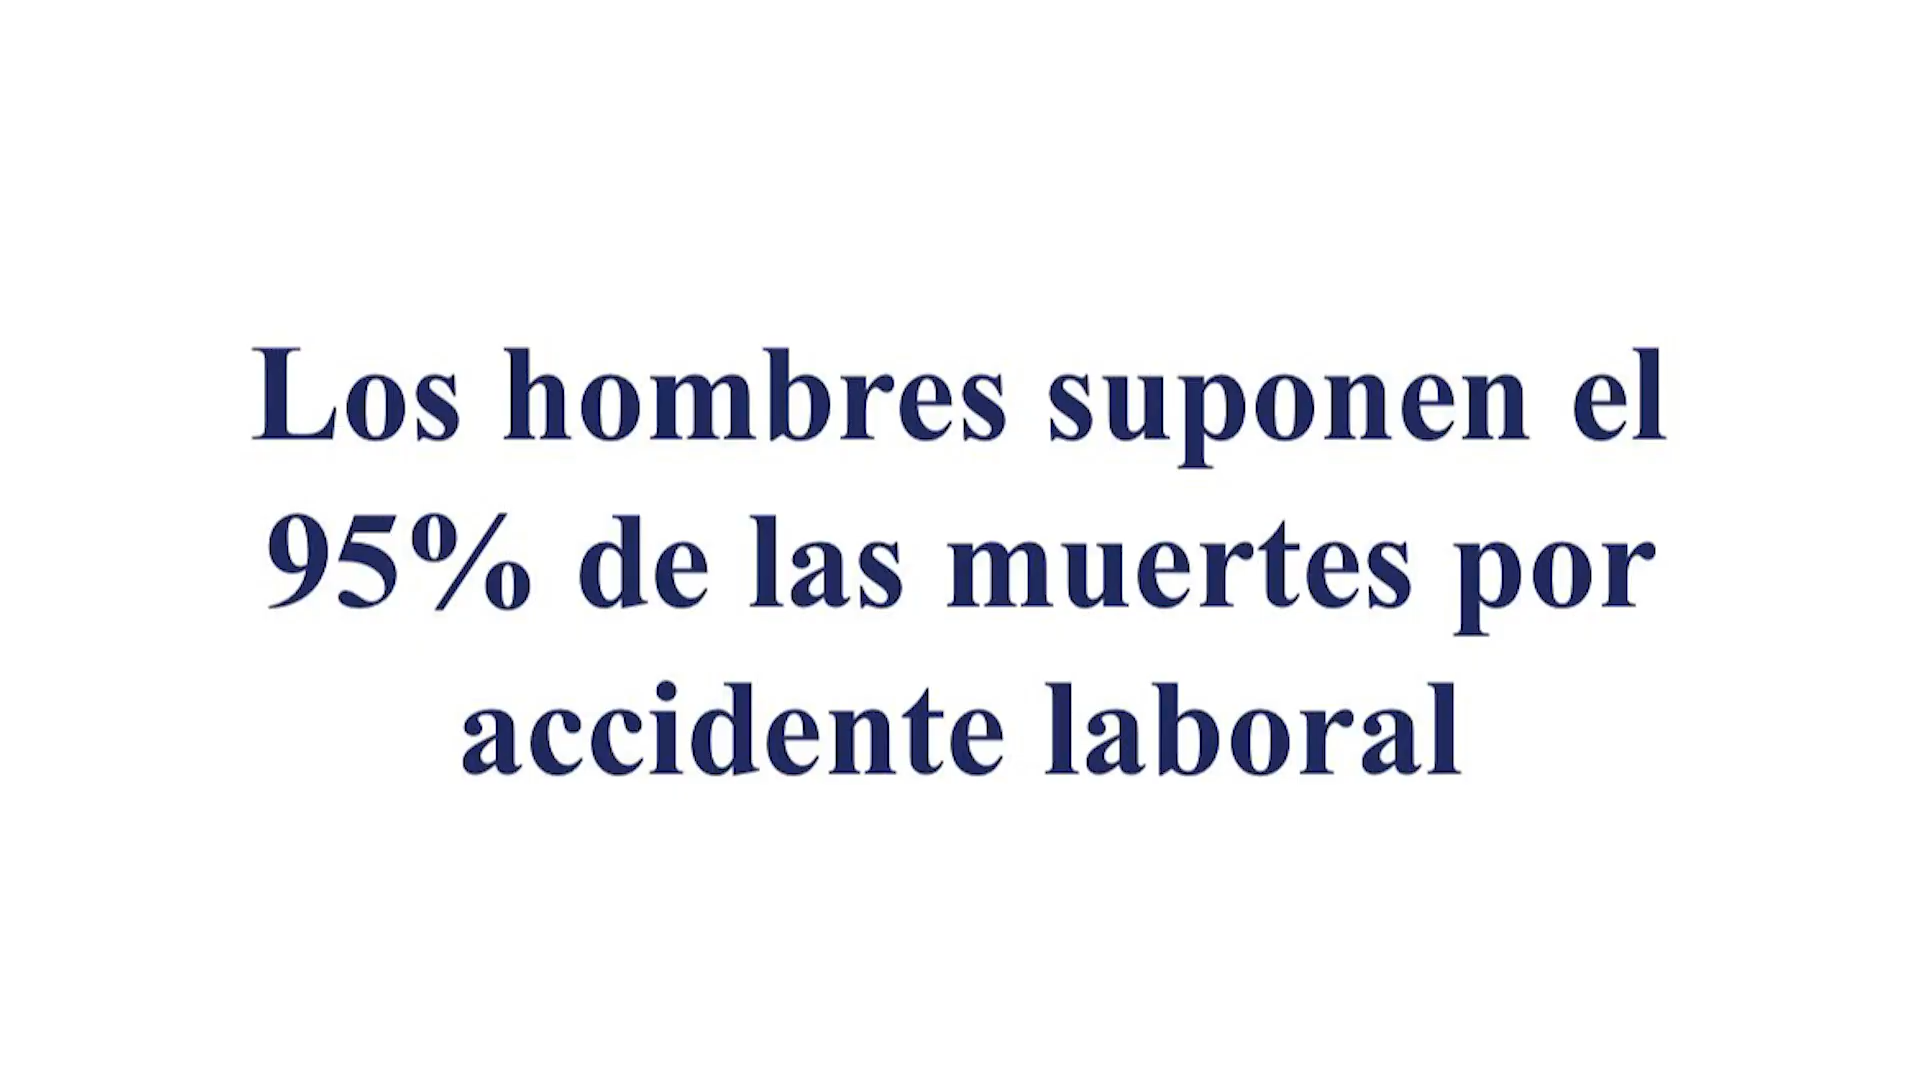 Los hombres suponen el
95% de las muertes por
accidente laboral